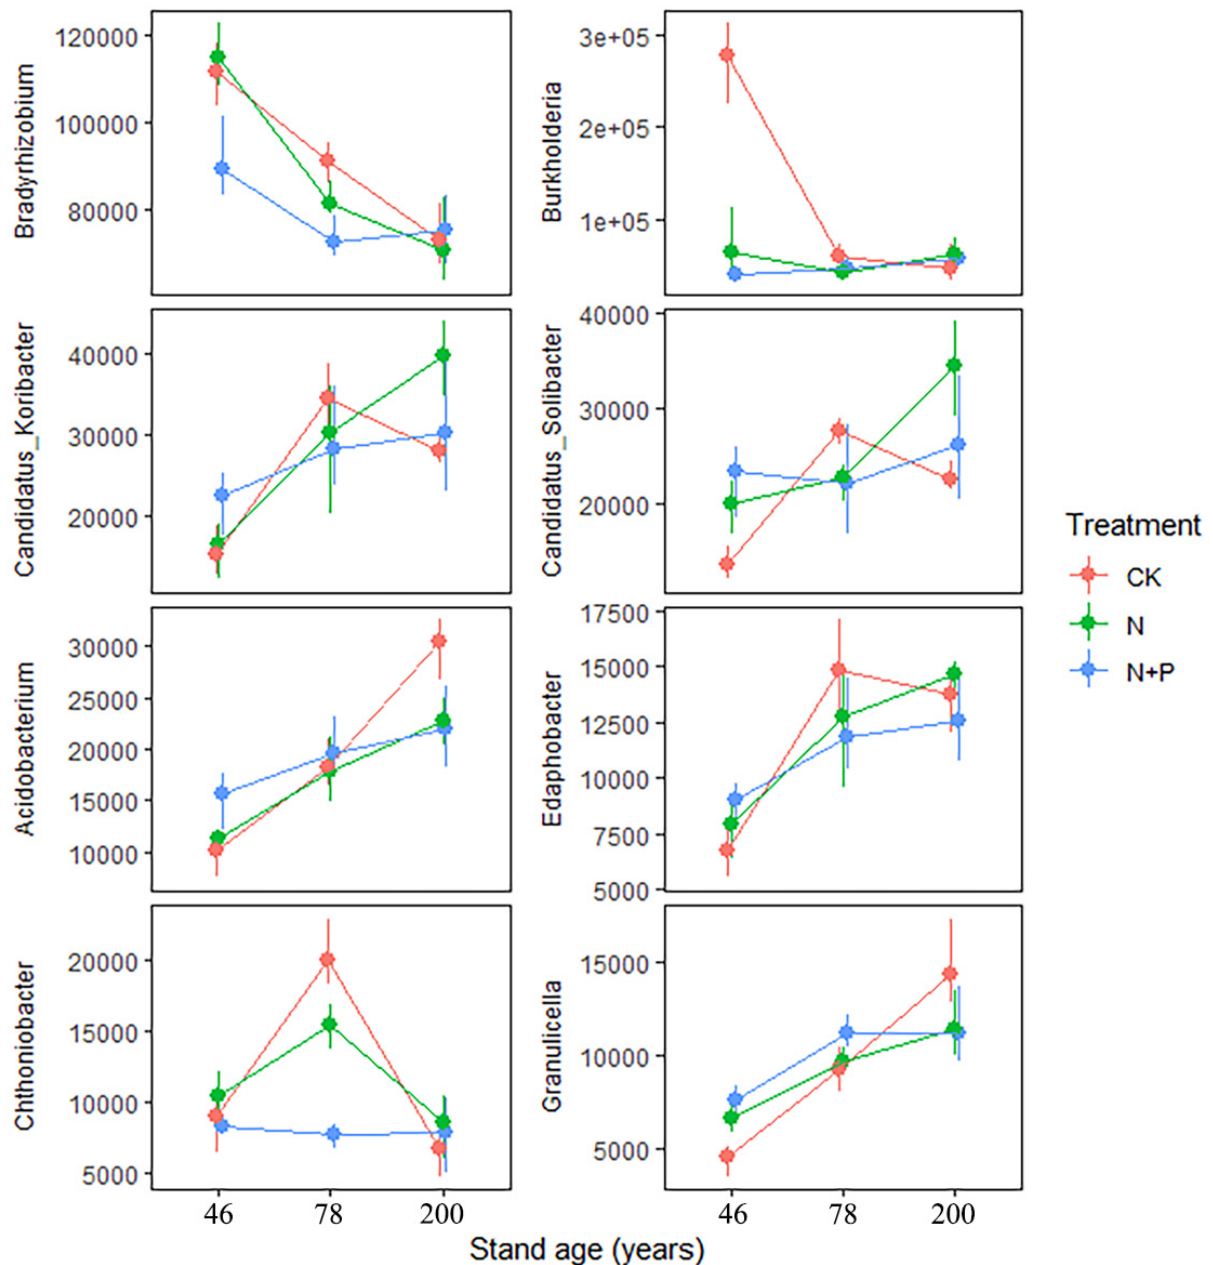 Bradyrhizobium
120000
100000
80000
Burkholderia
3e+05
2e+05
1e+05
Candidatus_Koribacter
40000
30000
20000
Candidatus_Solibacter
40000
30000
20000
Acidobacterium
30000
25000
20000
15000
10000
Edaphobacter
17500
15000
12500
10000
7500
5000
Chthoniobacter
20000
15000
10000
5000
Granulicella
15000
10000
5000
46 78 200
46 78 200
Stand age (years)
Treatment
CK
N
N+P